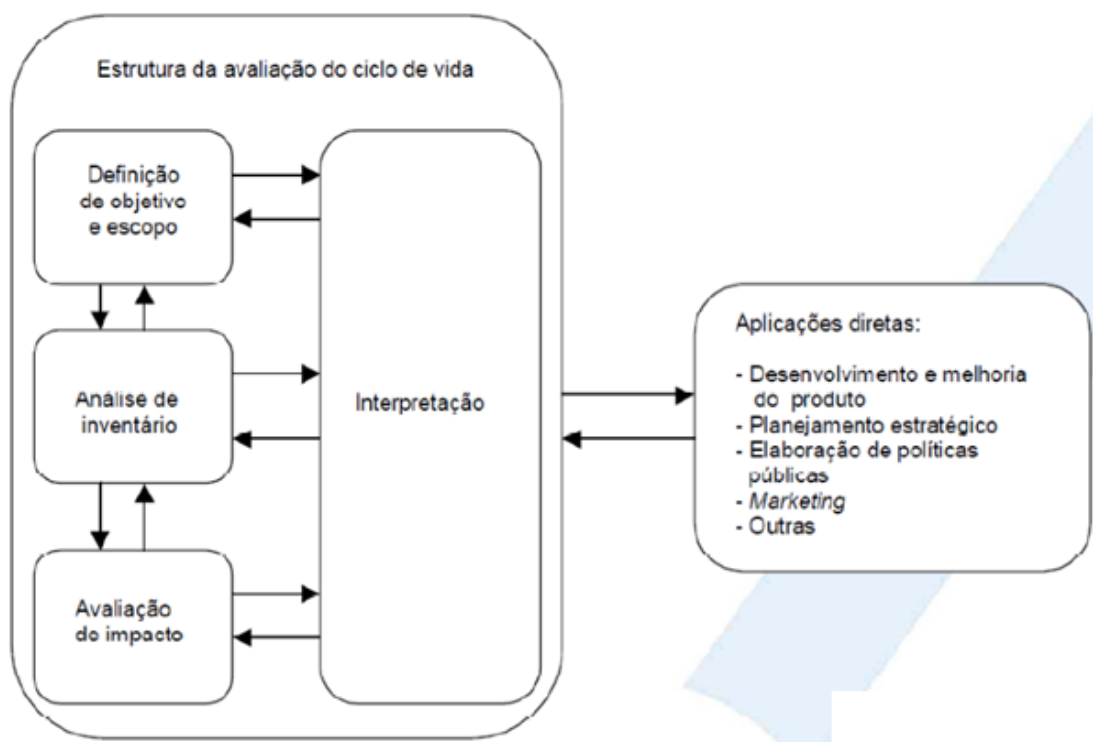 Estrutura da avaliação do ciclo de vida
Definição
de objetivo
e escopo
Análise de
inventário
Avaliação
de impacto
Interpretação
Aplicações diretas:
- Desenvolvimento e melhoria
do produto
- Planejamento estratégico
- Elaboração de políticas
públicas
- Marketing
- Outras